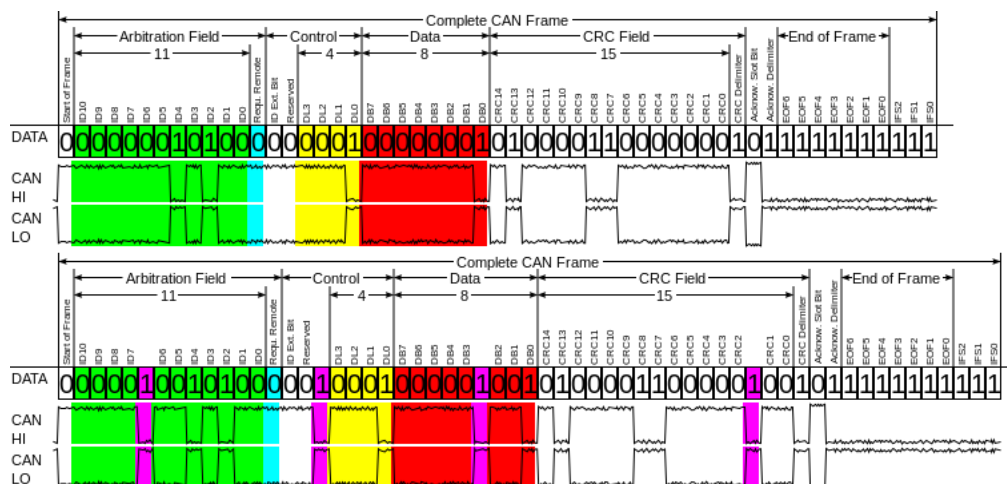 Complete CAN Frame
Arbitration Field Control Data CRC Field End of Frame
11 4 8 15
Start of Frame ID10 ID9 ID8 ID7 ID6 ID5 ID4 ID3 ID2 ID1 ID0 Requ. Remote ID Ext. Bit Reserved DL3 DL2 DL1 DL0 DB7 DB6 DB5 DB4 DB3 DB2 DB1 DB0 CRC14 CRC13 CRC12 CRC11 CRC10 CRC9 CRC8 CRC7 CRC6 CRC5 CRC4 CRC3 CRC2 CRC1 CRC0 CRC Delimiter Acknow. Slot Bit Acknow. Delimiter EOF6 EOF5 EOF4 EOF3 EOF2 EOF1 EOF0 IFS2 IFS1 IFS0
DATA 000000010100000001000000010100001100000001011111111111
CAN
HI
CAN
LO
Complete CAN Frame
Arbitration Field Control Data CRC Field End of Frame
11 4 8 15
Start of Frame ID10 ID9 ID8 ID7 ID6 ID5 ID4 ID3 ID2 ID1 ID0 Requ. Remote ID Ext. Bit Reserved DL3 DL2 DL1 DL0 DB7 DB6 DB5 DB4 DB3 DB2 DB1 DB0 CRC14 CRC13 CRC12 CRC11 CRC10 CRC9 CRC8 CRC7 CRC6 CRC5 CRC4 CRC3 CRC2 CRC1 CRC0 CRC Delimiter Acknow. Slot Bit Acknow. Delimiter EOF6 EOF5 EOF4 EOF3 EOF2 EOF1 EOF0 IFS2 IFS1 IFS0
DATA 00000100101000001000100000100101000011000001001011111111111
CAN
HI
CAN
LO